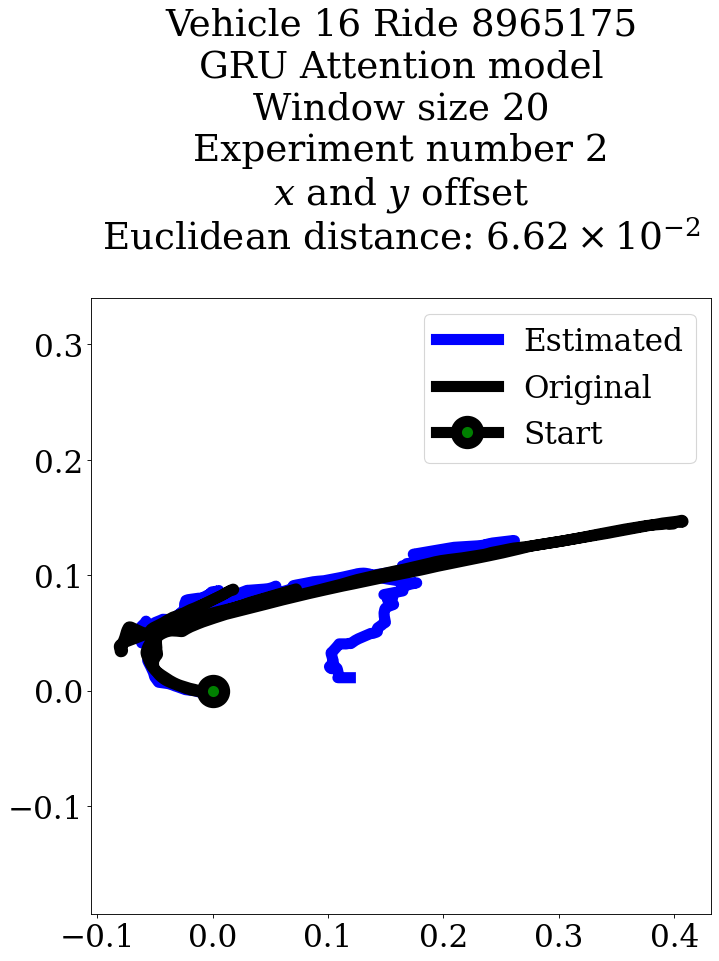 Vehicle 16 Ride 8965175
GRU Attention model
Window size 20
Experiment number 2
x and y offset
Euclidean distance: 6.62 × 10⁻²
Estimated
Original
Start
0.3
0.2
0.1
0.0
−0.1
−0.1 0.0 0.1 0.2 0.3 0.4